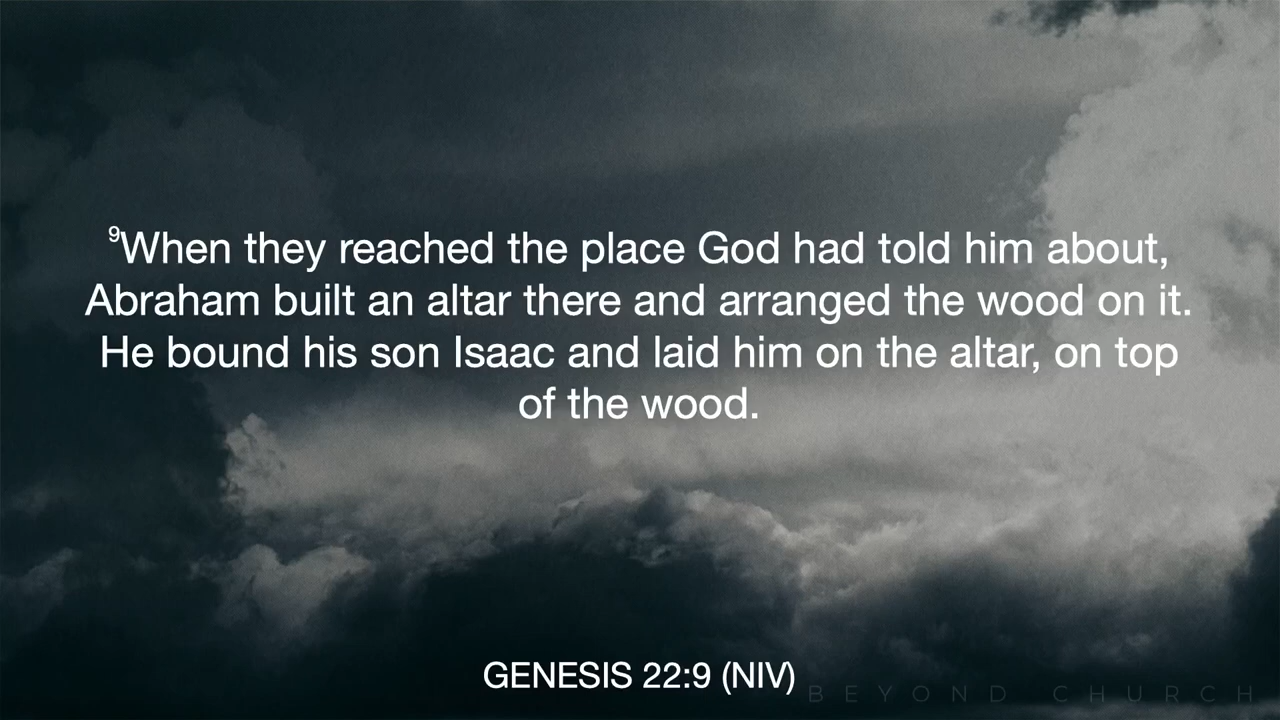 ⁹When they reached the place God had told him about,
Abraham built an altar there and arranged the wood on it.
He bound his son Isaac and laid him on the altar, on top
of the wood.
GENESIS 22:9 (NIV)
BEYOND CHURCH